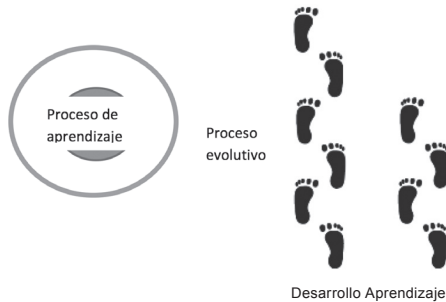 Proceso de
aprendizaje
Proceso
evolutivo
Desarrollo Aprendizaje